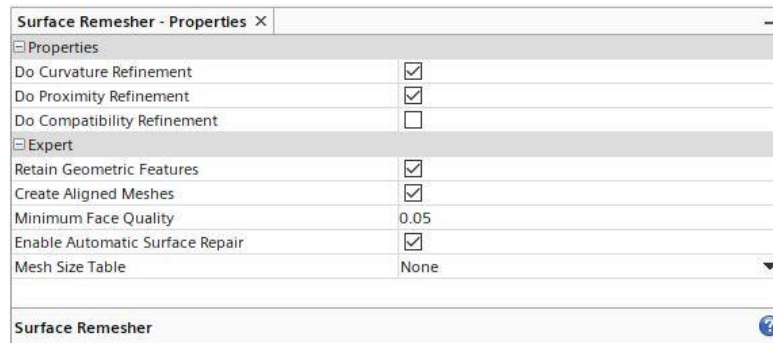 Surface Remesher - Properties ×
Properties
Do Curvature Refinement
Do Proximity Refinement
Do Compatibility Refinement
Expert
Retain Geometric Features
Create Aligned Meshes
Minimum Face Quality 0.05
Enable Automatic Surface Repair
Mesh Size Table None
Surface Remesher ?